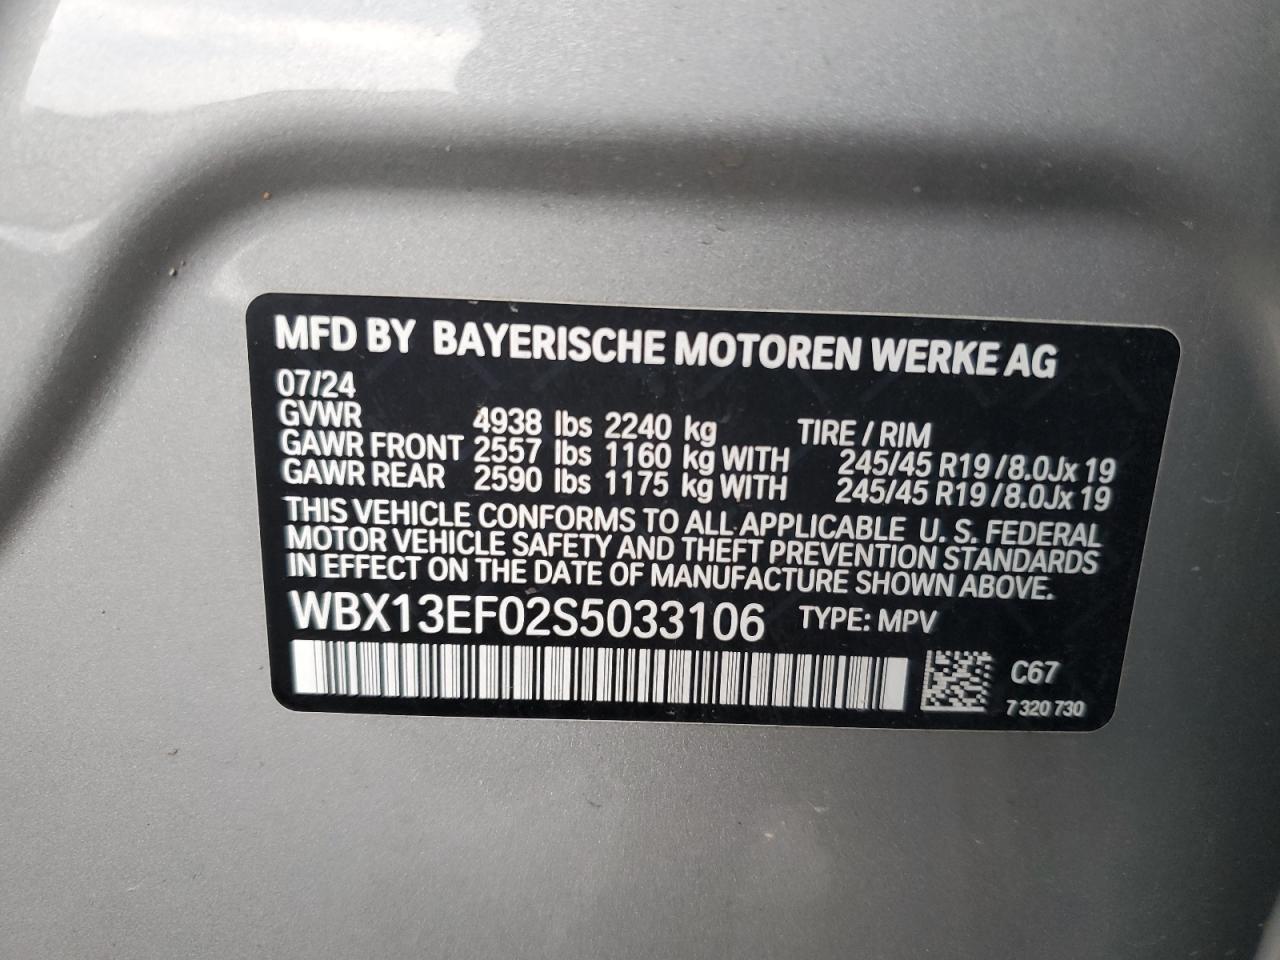 MFD BY BAYERISCHE MOTOREN WERKE AG
07/24
GVWR 4938 lbs 2240 kg TIRE / RIM
GAWR FRONT 2557 lbs 1160 kg WITH 245/45 R19 / 8.0Jx 19
GAWR REAR 2590 lbs 1175 kg WITH 245/45 R19 / 8.0Jx 19
THIS VEHICLE CONFORMS TO ALL APPLICABLE U. S. FEDERAL
MOTOR VEHICLE SAFETY AND THEFT PREVENTION STANDARDS
IN EFFECT ON THE DATE OF MANUFACTURE SHOWN ABOVE.
WBX13EF02S5033106 TYPE: MPV
C67
7 320 730